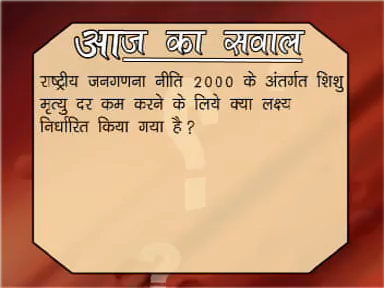 आज का सवाल
राष्ट्रीय जनगणना नीति 2000 के अंतर्गत शिशु
मृत्यु दर कम करने के लिये क्या लक्ष्य
निर्धारित किया गया है ?